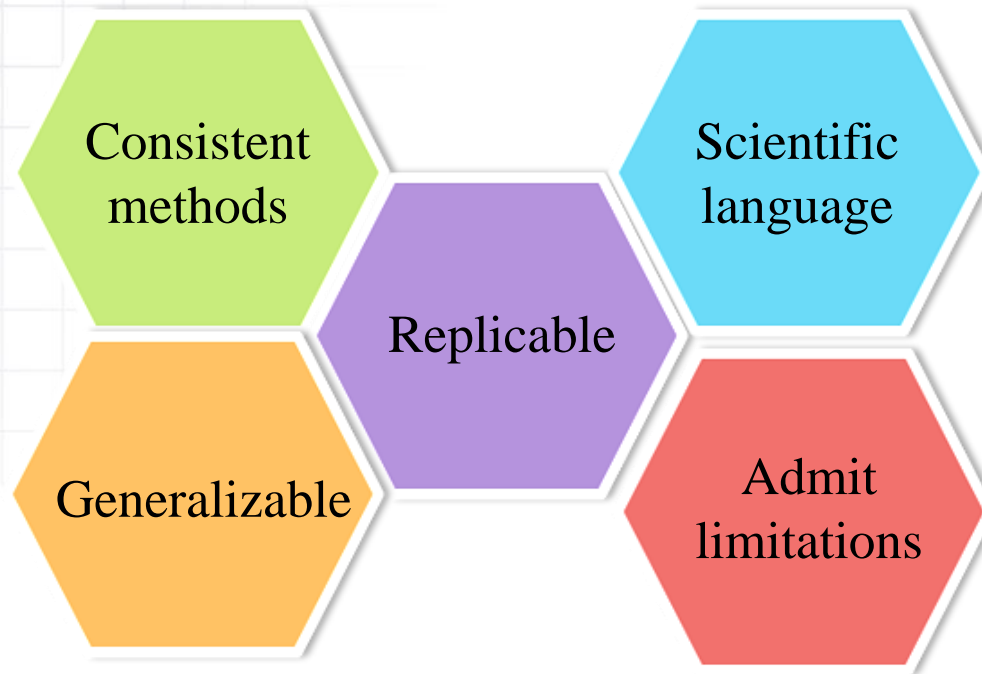 Consistent
methods
Scientific
language
Replicable
Generalizable
Admit
limitations